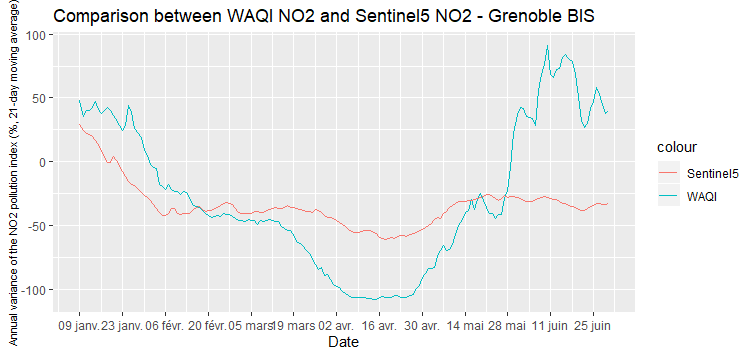 Comparison between WAQI NO2 and Sentinel5 NO2 - Grenoble BIS
Annual variance of the NO2 pollution index (%, 21-day moving average)
100
50
0
-50
-100
09 janv. 23 janv. 06 févr. 20 févr. 05 mars 19 mars 02 avr. 16 avr. 30 avr. 14 mai 28 mai 11 juin 25 juin
Date
colour
Sentinel5
WAQI